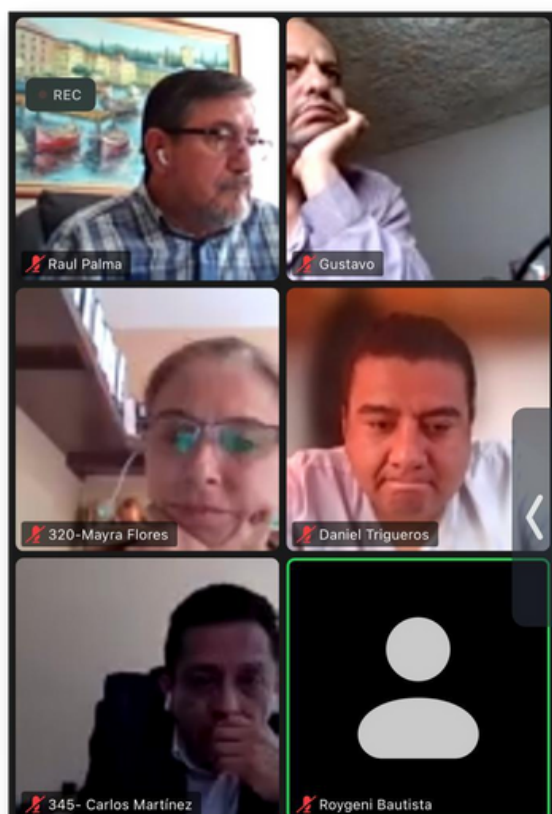 REC
Raul Palma
Gustavo
320-Mayra Flores
Daniel Trigueros
345- Carlos Martínez
Roygeni Bautista